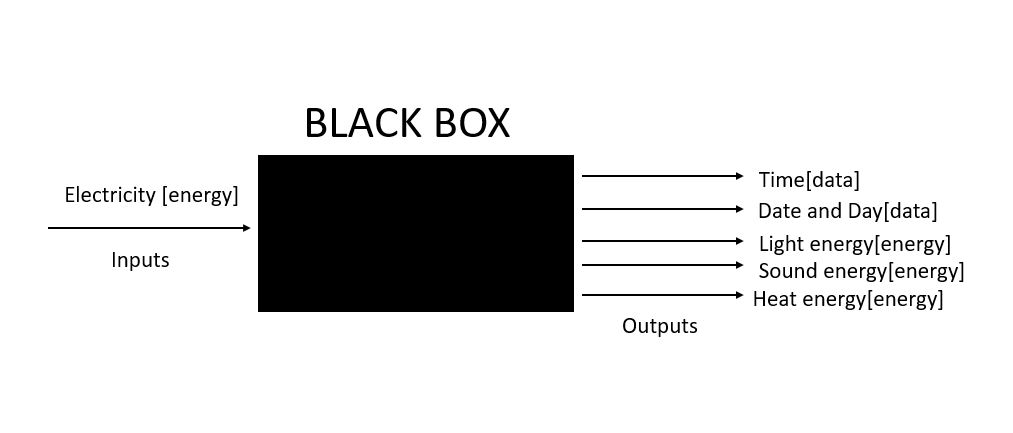 BLACK BOX
Electricity [energy]
Inputs
Time[data]
Date and Day[data]
Light energy[energy]
Sound energy[energy]
Heat energy[energy]
Outputs